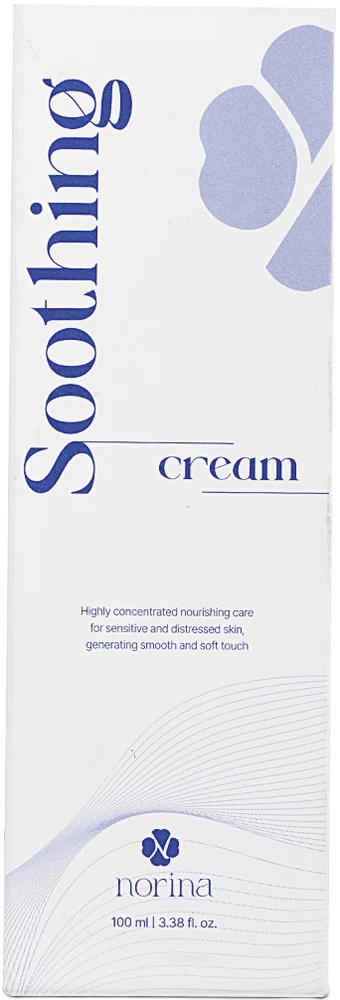 Soothing
cream
Highly concentrated nourishing care
for sensitive and distressed skin,
generating smooth and soft touch
N
norina
100 ml | 3.38 fl. oz.